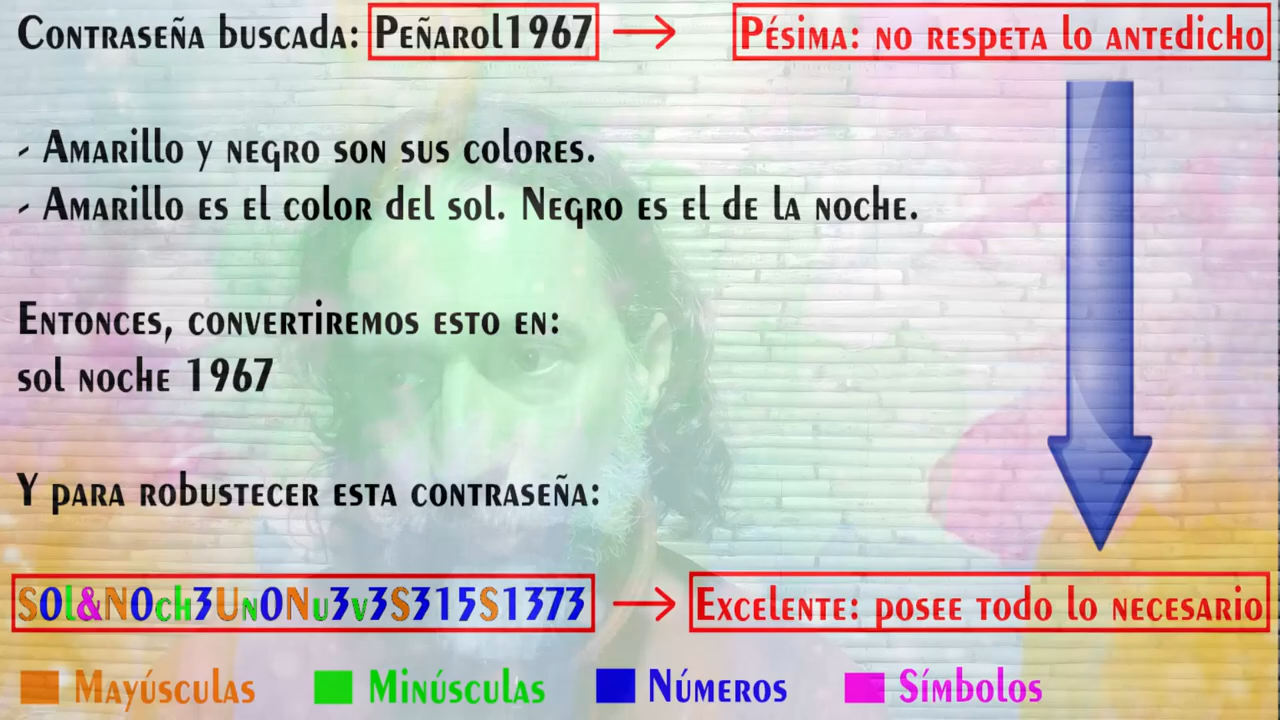 Contraseña buscada: Peñarol1967 → Pésima: no respeta lo antedicho
- Amarillo y negro son sus colores.
- Amarillo es el color del sol. Negro es el de la noche.
Entonces, convertiremos esto en:
sol noche 1967
Y para robustecer esta contraseña:
S0l&N0ch3Un0Nu3v3S315S1373 → Excelente: posee todo lo necesario
Mayúsculas Minúsculas Números Símbolos